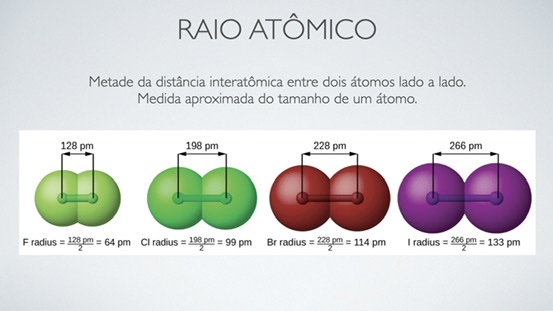 RAIO ATÔMICO
Metade da distância interatômica entre dois átomos lado a lado.
Medida aproximada do tamanho de um átomo.
128 pm
198 pm
228 pm
266 pm
F radius = 128 pm/2 = 64 pm
Cl radius = 198 pm/2 = 99 pm
Br radius = 228 pm/2 = 114 pm
I radius = 266 pm/2 = 133 pm